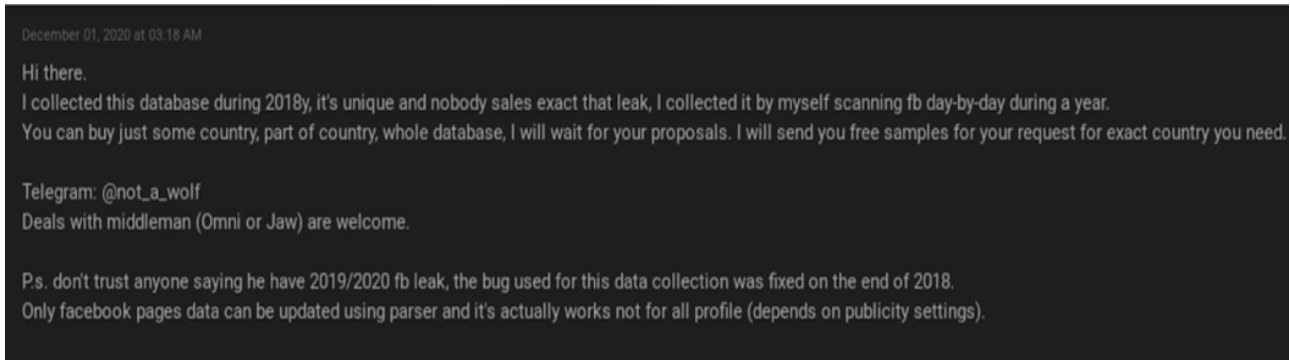 December 01, 2020 at 03:18 AM
Hi there.
I collected this database during 2018y, it's unique and nobody sales exact that leak, I collected it by myself scanning fb day-by-day during a year.
You can buy just some country, part of country, whole database, I will wait for your proposals. I will send you free samples for your request for exact country you need.
Telegram: @not_a_wolf
Deals with middleman (Omni or Jaw) are welcome.
P.s. don't trust anyone saying he have 2019/2020 fb leak, the bug used for this data collection was fixed on the end of 2018.
Only facebook pages data can be updated using parser and it's actually works not for all profile (depends on publicity settings).